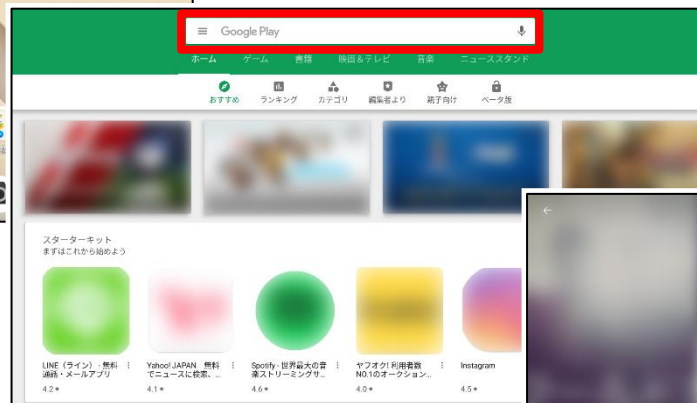 Google Play
ホーム ゲーム 書籍 映画＆テレビ 音楽 ニューススタンド
おすすめ ランキング カテゴリ 編集者より 親子向け ベータ版
スターターキット
まずはこれから始めよう
LINE（ライン） - 無料
通話・メールアプリ
4.2★
Yahoo! JAPAN 無料
でニュースに検索、…
4.1★
Spotify - 世界最大の音
楽ストリーミングサ…
4.6★
ヤフオク! 利用者数
NO.1のオークション…
4.0★
Instagram
4.5★